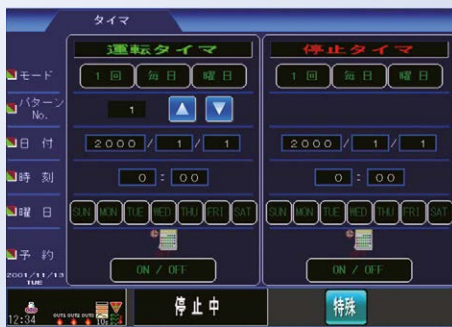 タイマ
運転タイマ 停止タイマ
モード 1回 毎日 曜日 1回 毎日 曜日
パターン No. 1
日付 2000 / 1 / 1 2000 / 1 / 1
時刻 0 : 00 0 : 00
曜日 SUN MON TUE WED THU FRI SAT SUN MON TUE WED THU FRI SAT
予約 ON / OFF ON / OFF
2001/11/13
TUE
12:34 OUT1 OUT2 OUT3 停止中 特殊